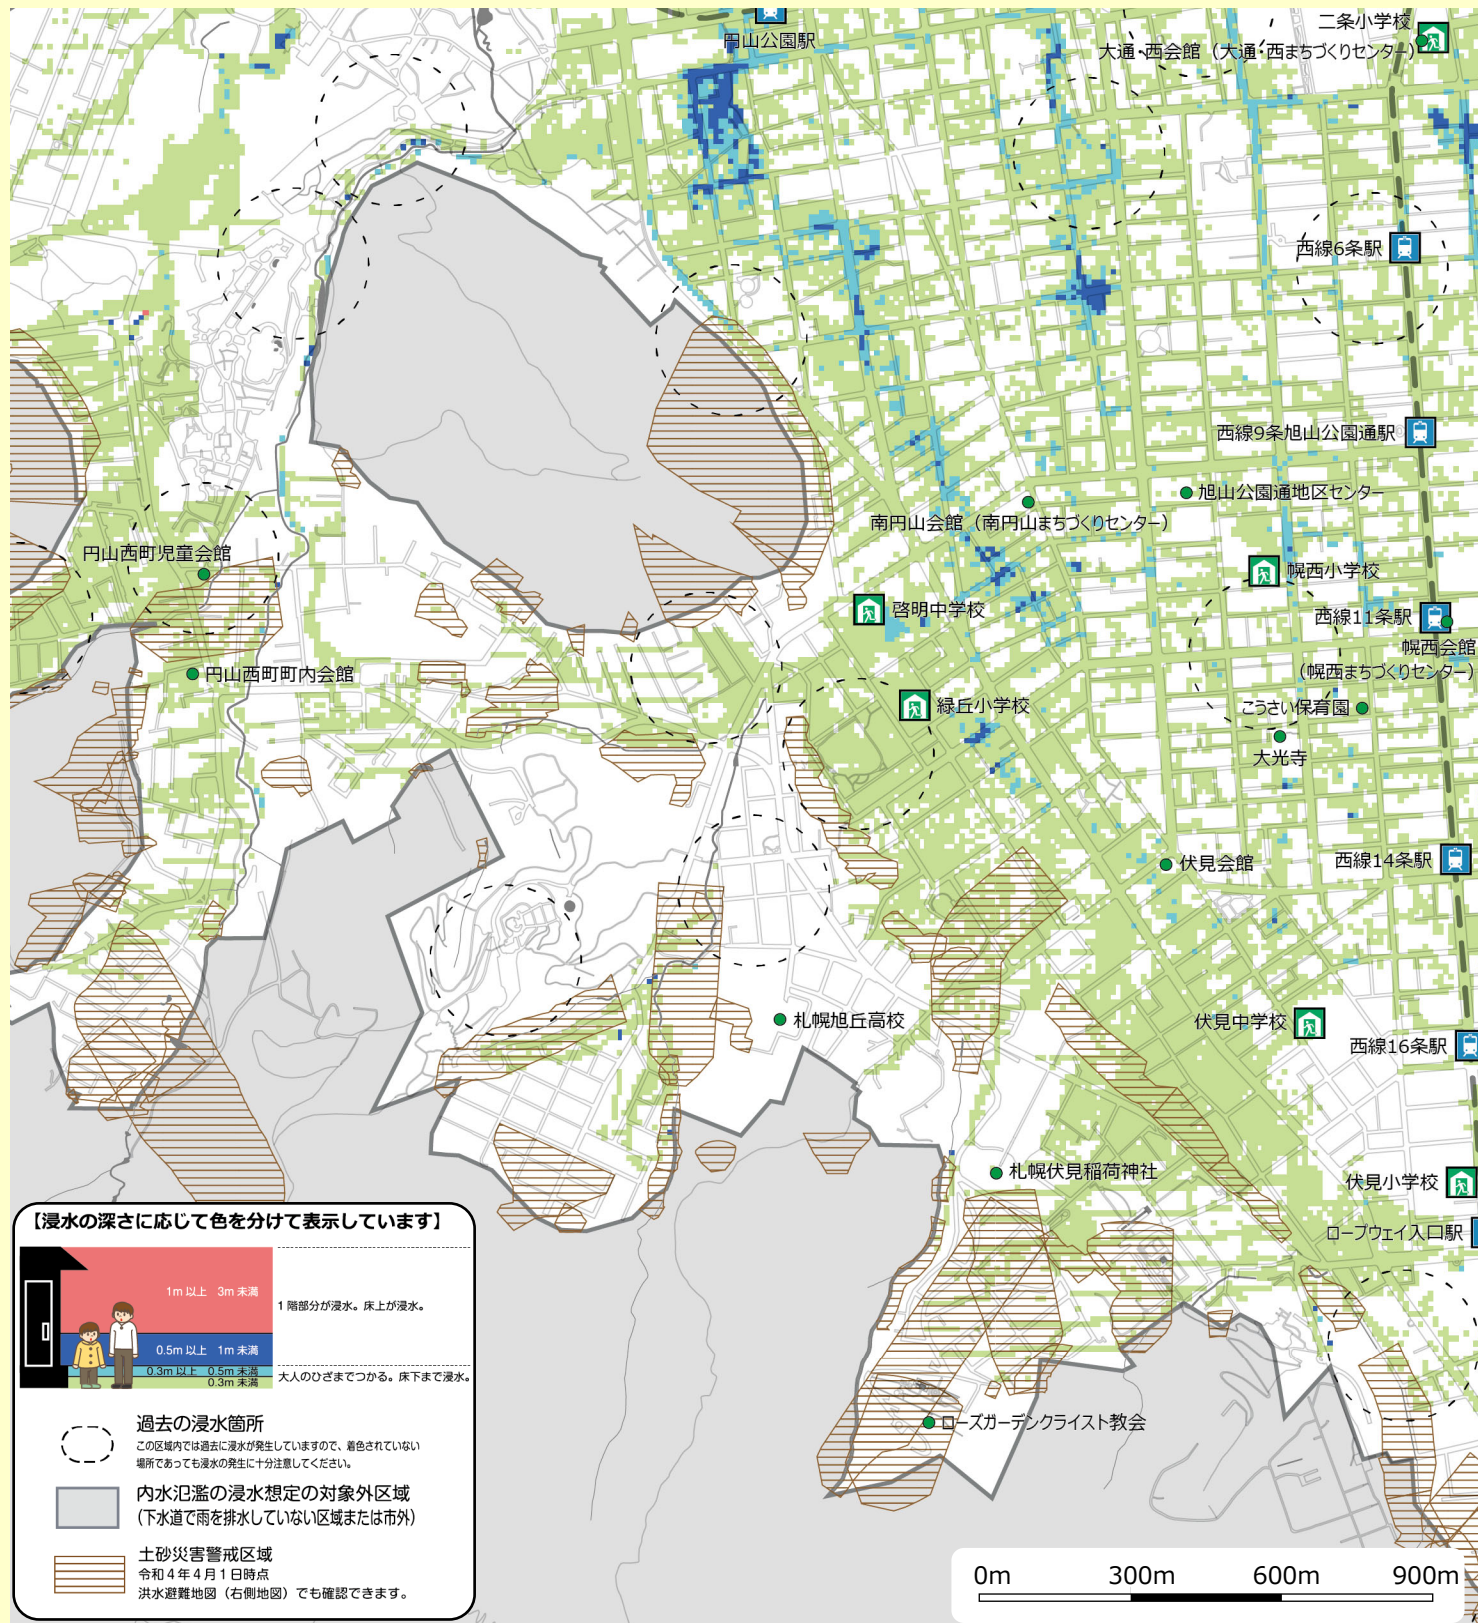 円山公園駅
二条小学校
大通・西会館（大通・西まちづくりセンター）
西線6条駅
西線9条旭山公園通駅
旭山公園通地区センター
南円山会館（南円山まちづくりセンター）
円山西町児童会館
幌西小学校
啓明中学校
西線11条駅
幌西会館
（幌西まちづくりセンター）
円山西町町内会館
緑丘小学校
こうさい保育園
大光寺
伏見会館
西線14条駅
札幌旭丘高校
伏見中学校
西線16条駅
札幌伏見稲荷神社
伏見小学校
ロープウェイ入口駅
ローズガーデンクライスト教会
【浸水の深さに応じて色を分けて表示しています】
1m 以上　3m 未満
1 階部分が浸水。床上が浸水。
0.5m 以上　1m 未満
0.3m 以上　0.5m 未満
0.3m 未満
大人のひざまでつかる。床下まで浸水。
過去の浸水箇所
この区域内では過去に浸水が発生していますので、着色されていない
場所であっても浸水の発生に十分注意してください。
内水氾濫の浸水想定の対象外区域
（下水道で雨を排水していない区域または市外）
土砂災害警戒区域
令和４年４月１日時点
洪水避難地図（右側地図）でも確認できます。
0m 300m 600m 900m